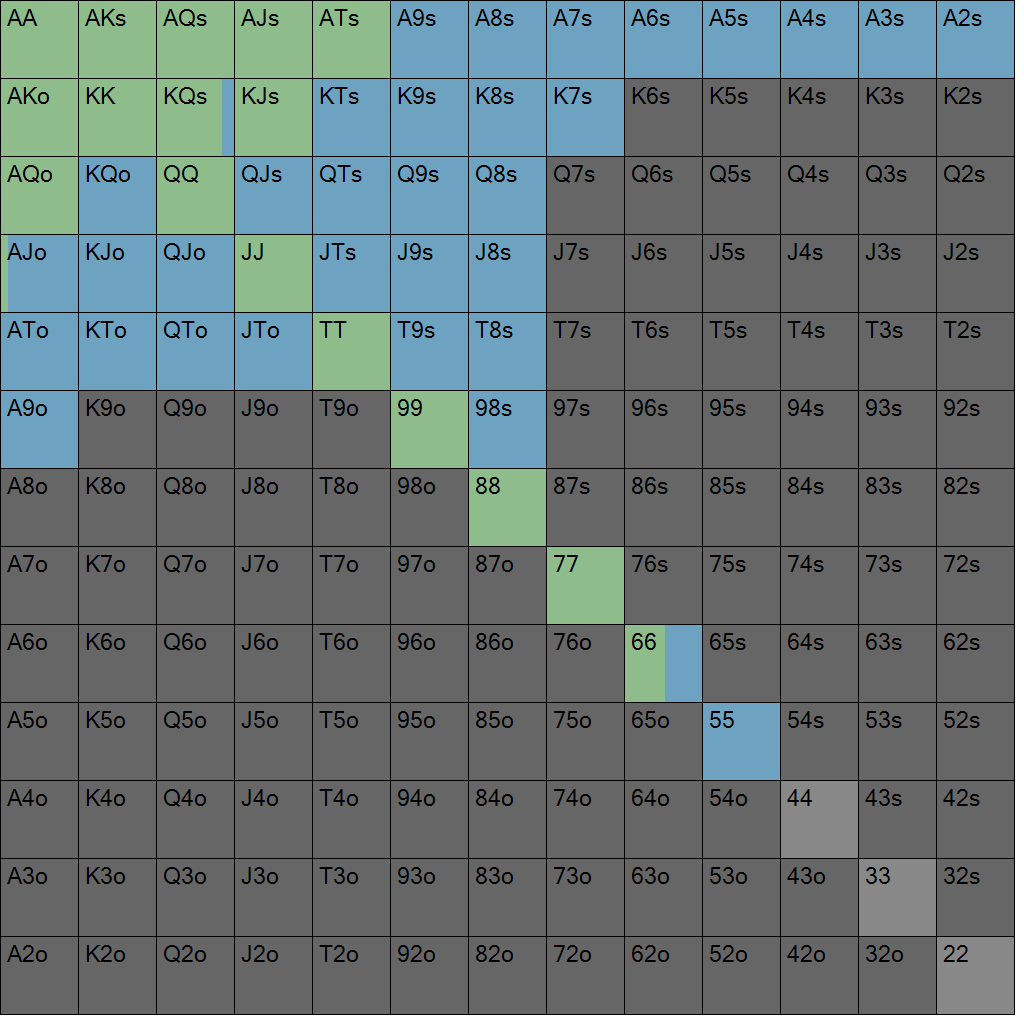 AA AKs AQs AJs ATs A9s A8s A7s A6s A5s A4s A3s A2s
AKo KK KQs KJs KTs K9s K8s K7s K6s K5s K4s K3s K2s
AQo KQo QQ QJs QTs Q9s Q8s Q7s Q6s Q5s Q4s Q3s Q2s
AJo KJo QJo JJ JTs J9s J8s J7s J6s J5s J4s J3s J2s
ATo KTo QTo JTo TT T9s T8s T7s T6s T5s T4s T3s T2s
A9o K9o Q9o J9o T9o 99 98s 97s 96s 95s 94s 93s 92s
A8o K8o Q8o J8o T8o 98o 88 87s 86s 85s 84s 83s 82s
A7o K7o Q7o J7o T7o 97o 87o 77 76s 75s 74s 73s 72s
A6o K6o Q6o J6o T6o 96o 86o 76o 66 65s 64s 63s 62s
A5o K5o Q5o J5o T5o 95o 85o 75o 65o 55 54s 53s 52s
A4o K4o Q4o J4o T4o 94o 84o 74o 64o 54o 44 43s 42s
A3o K3o Q3o J3o T3o 93o 83o 73o 63o 53o 43o 33 32s
A2o K2o Q2o J2o T2o 92o 82o 72o 62o 52o 42o 32o 22